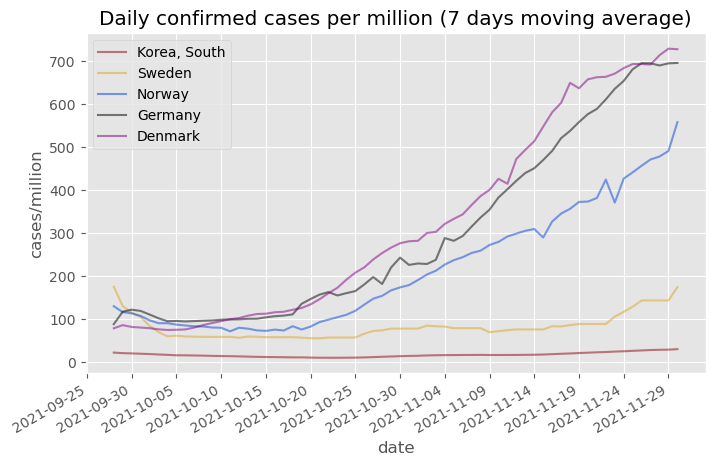 Daily confirmed cases per million (7 days moving average)
Korea, South
Sweden
Norway
Germany
Denmark
700
600
500
400
300
200
100
0
cases/million
2021-09-25
2021-09-30
2021-10-05
2021-10-10
2021-10-15
2021-10-20
2021-10-25
2021-10-30
2021-11-04
2021-11-09
2021-11-14
2021-11-19
2021-11-24
2021-11-29
date